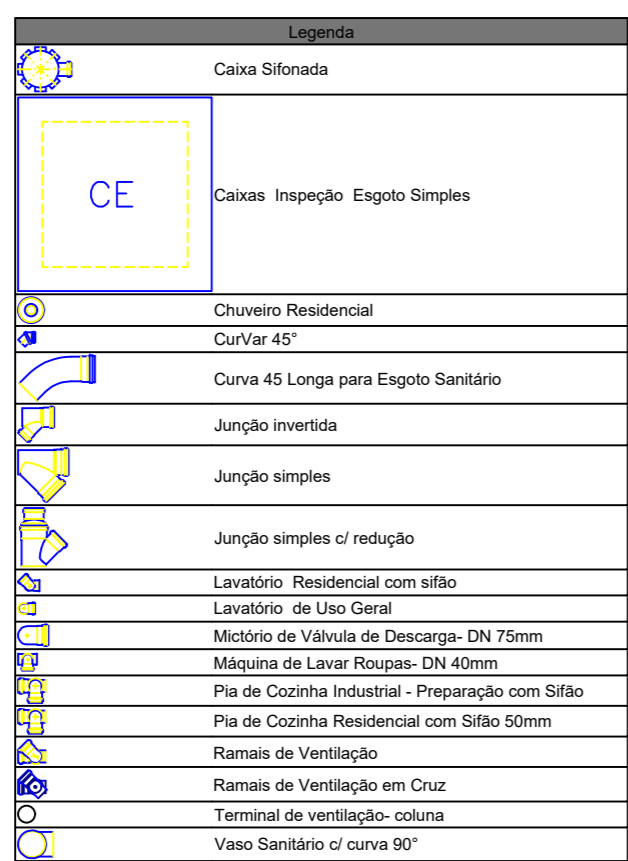 Legenda
Caixa Sifonada
CE
Caixas Inspeção Esgoto Simples
Chuveiro Residencial
CurVar 45°
Curva 45 Longa para Esgoto Sanitário
Junção invertida
Junção simples
Junção simples c/ redução
Lavatório Residencial com sifão
Lavatório de Uso Geral
Mictório de Válvula de Descarga- DN 75mm
Máquina de Lavar Roupas- DN 40mm
Pia de Cozinha Industrial - Preparação com Sifão
Pia de Cozinha Residencial com Sifão 50mm
Ramais de Ventilação
Ramais de Ventilação em Cruz
Terminal de ventilação- coluna
Vaso Sanitário c/ curva 90°